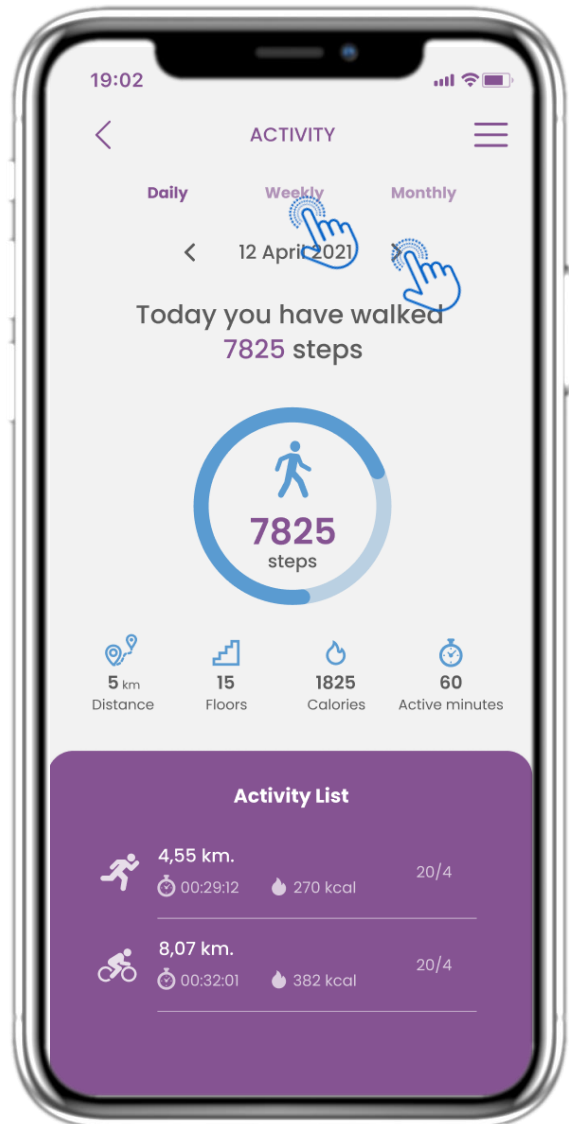 19:02
ACTIVITY
Daily Weekly Monthly
12 April 2021
Today you have walked
7825 steps
7825
steps
5 km 15 1825 60
Distance Floors Calories Active minutes
Activity List
4,55 km.
00:29:12 270 kcal 20/4
8,07 km.
00:32:01 382 kcal 20/4